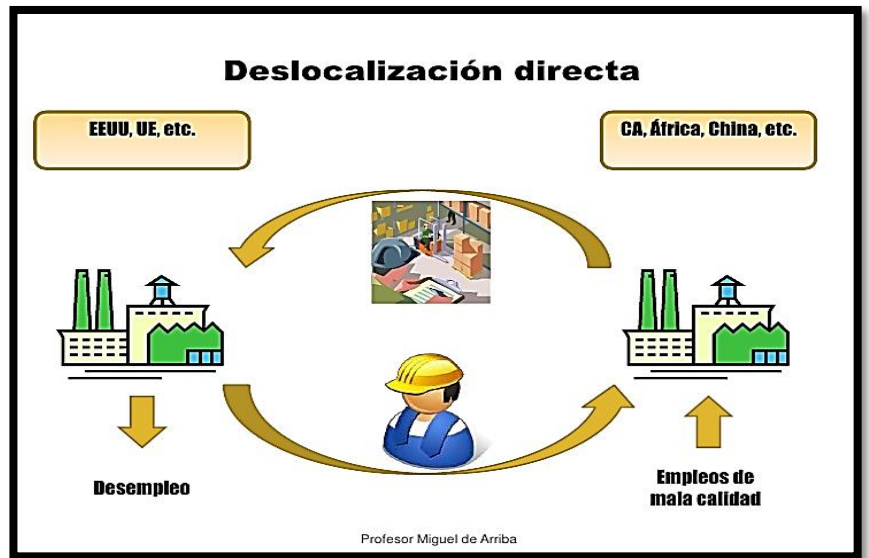 Deslocalización directa
EEUU, UE, etc.
CA, África, China, etc.
Desempleo
Empleos de
mala calidad
Profesor Miguel de Arriba